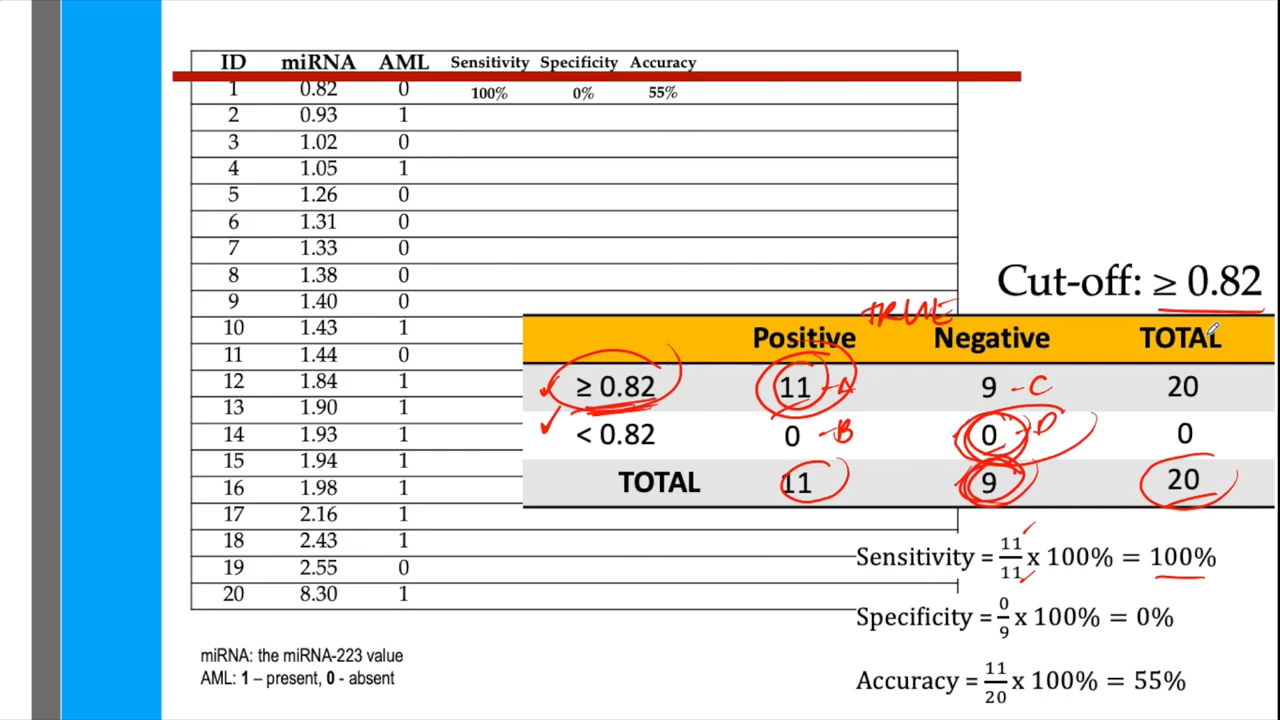 ID miRNA AML Sensitivity Specificity Accuracy
1 0.82 0 100% 0% 55%
2 0.93 1
3 1.02 0
4 1.05 1
5 1.26 0
6 1.31 0
7 1.33 0
8 1.38 0
9 1.40 0
10 1.43 1
11 1.44 0
12 1.84 1
13 1.90 1
14 1.93 1
15 1.94 1
16 1.98 1
17 2.16 1
18 2.43 1
19 2.55 0
20 8.30 1
Cut-off: ≥ 0.82
TRUE
Positive Negative TOTAL
≥ 0.82 11 -A 9 -C 20
< 0.82 0 -B 0 -D 0
TOTAL 11 9 20
Sensitivity = 11/11 x 100% = 100%
Specificity = 0/9 x 100% = 0%
Accuracy = 11/20 x 100% = 55%
miRNA: the miRNA-223 value
AML: 1 – present, 0 - absent